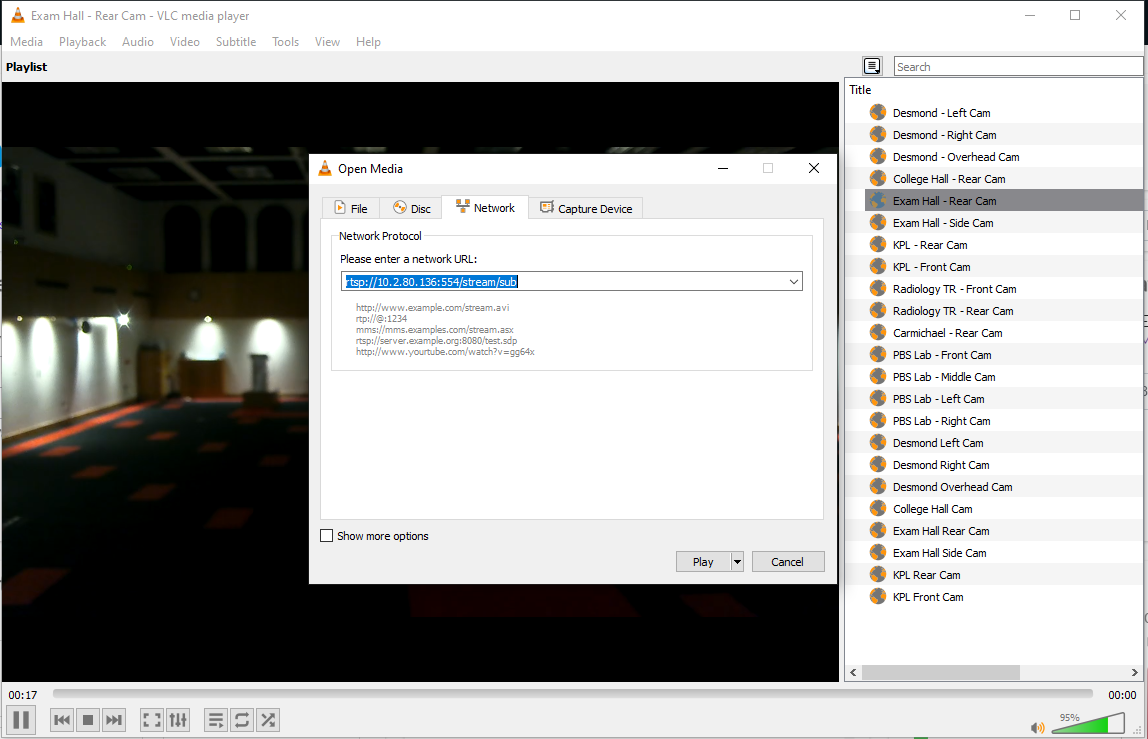 Exam Hall - Rear Cam - VLC media player
Media Playback Audio Video Subtitle Tools View Help
Playlist
Search
Title
Desmond - Left Cam
Desmond - Right Cam
Desmond - Overhead Cam
College Hall - Rear Cam
Exam Hall - Rear Cam
Exam Hall - Side Cam
KPL - Rear Cam
KPL - Front Cam
Radiology TR - Front Cam
Radiology TR - Rear Cam
Carmichael - Rear Cam
PBS Lab - Front Cam
PBS Lab - Middle Cam
PBS Lab - Left Cam
PBS Lab - Right Cam
Desmond Left Cam
Desmond Right Cam
Desmond Overhead Cam
College Hall Cam
Exam Hall Rear Cam
Exam Hall Side Cam
KPL Rear Cam
KPL Front Cam
Open Media
File Disc Network Capture Device
Network Protocol
Please enter a network URL:
rtsp://10.2.80.136:554/stream/sub
http://www.example.com/stream.avi
rtp://@:1234
mms://mms.examples.com/stream.asx
rtsp://server.example.org:8080/test.sdp
http://www.yourtube.com/watch?v=gg64x
Show more options
Play Cancel
00:17 00:00
95%